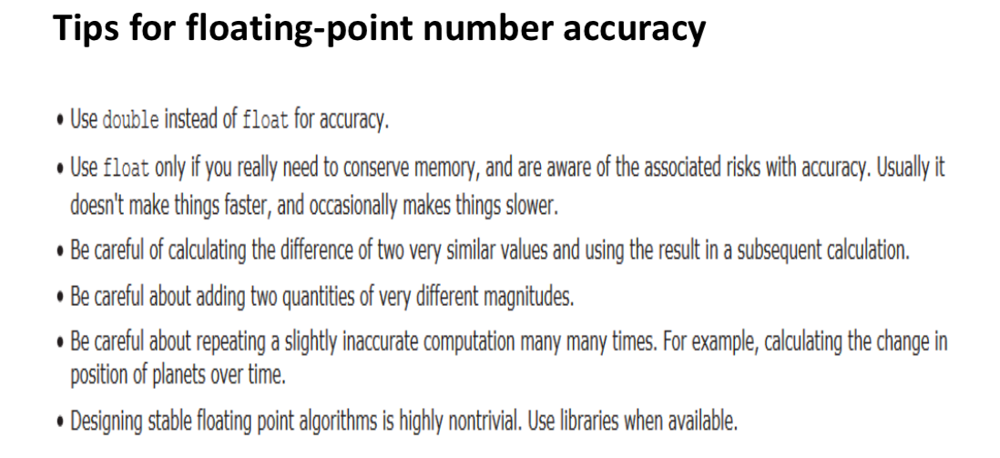 Tips for floating-point number accuracy
• Use double instead of float for accuracy.
• Use float only if you really need to conserve memory, and are aware of the associated risks with accuracy. Usually it
doesn't make things faster, and occasionally makes things slower.
• Be careful of calculating the difference of two very similar values and using the result in a subsequent calculation.
• Be careful about adding two quantities of very different magnitudes.
• Be careful about repeating a slightly inaccurate computation many many times. For example, calculating the change in
position of planets over time.
• Designing stable floating point algorithms is highly nontrivial. Use libraries when available.